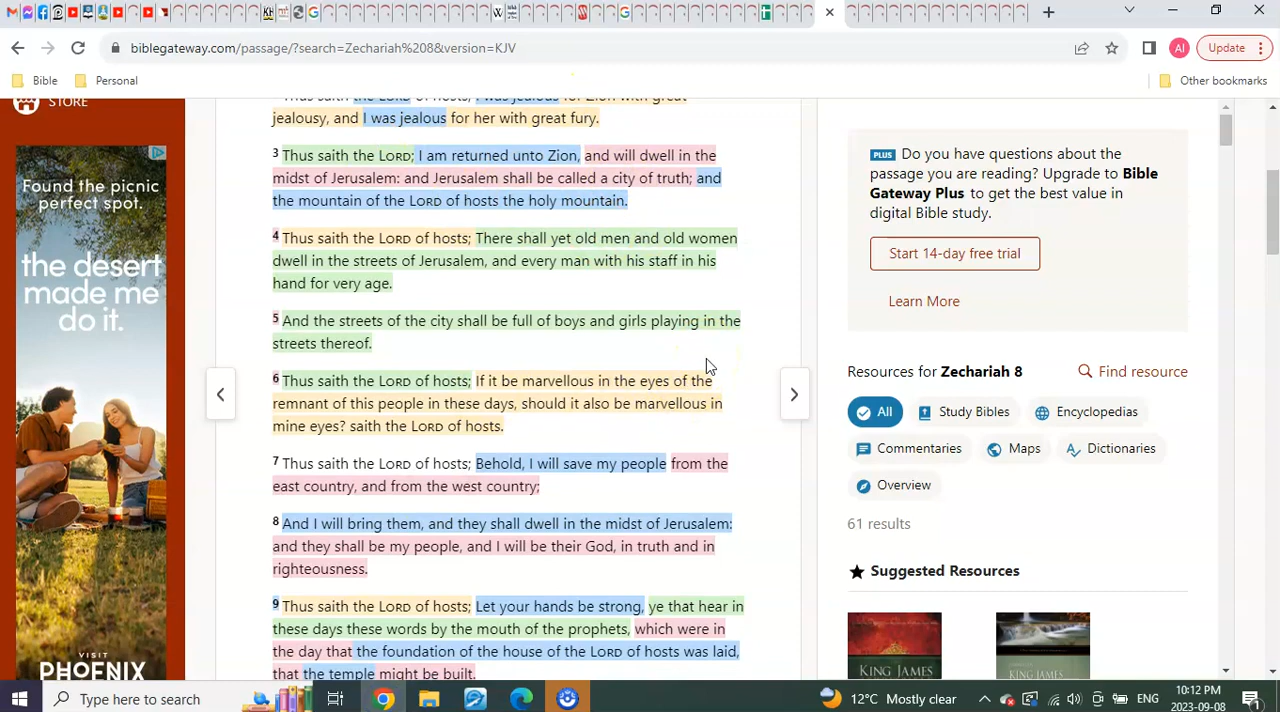 biblegateway.com/passage/?search=Zechariah%208&version=KJV
AI
Update
Bible
Personal
Other bookmarks
STORE
Found the picnic
perfect spot.
the desert
made me
do it.
VISIT
PHOENIX
Thus saith the LORD of hosts; I was jealous for Zion with great
jealousy, and I was jealous for her with great fury.
3 Thus saith the LORD; I am returned unto Zion, and will dwell in the
midst of Jerusalem: and Jerusalem shall be called a city of truth; and
the mountain of the LORD of hosts the holy mountain.
4 Thus saith the LORD of hosts; There shall yet old men and old women
dwell in the streets of Jerusalem, and every man with his staff in his
hand for very age.
5 And the streets of the city shall be full of boys and girls playing in the
streets thereof.
6 Thus saith the LORD of hosts; If it be marvellous in the eyes of the
remnant of this people in these days, should it also be marvellous in
mine eyes? saith the LORD of hosts.
7 Thus saith the LORD of hosts; Behold, I will save my people from the
east country, and from the west country;
8 And I will bring them, and they shall dwell in the midst of Jerusalem:
and they shall be my people, and I will be their God, in truth and in
righteousness.
9 Thus saith the LORD of hosts; Let your hands be strong, ye that hear in
these days these words by the mouth of the prophets, which were in
the day that the foundation of the house of the LORD of hosts was laid,
that the temple might be built.
PLUS Do you have questions about the
passage you are reading? Upgrade to Bible
Gateway Plus to get the best value in
digital Bible study.
Start 14-day free trial
Learn More
Resources for Zechariah 8
Find resource
All
Study Bibles
Encyclopedias
Commentaries
Maps
Dictionaries
Overview
61 results
Suggested Resources
KING JAMES
KING JAMES
Type here to search
12°C Mostly clear
ENG
10:12 PM
2023-09-08
1